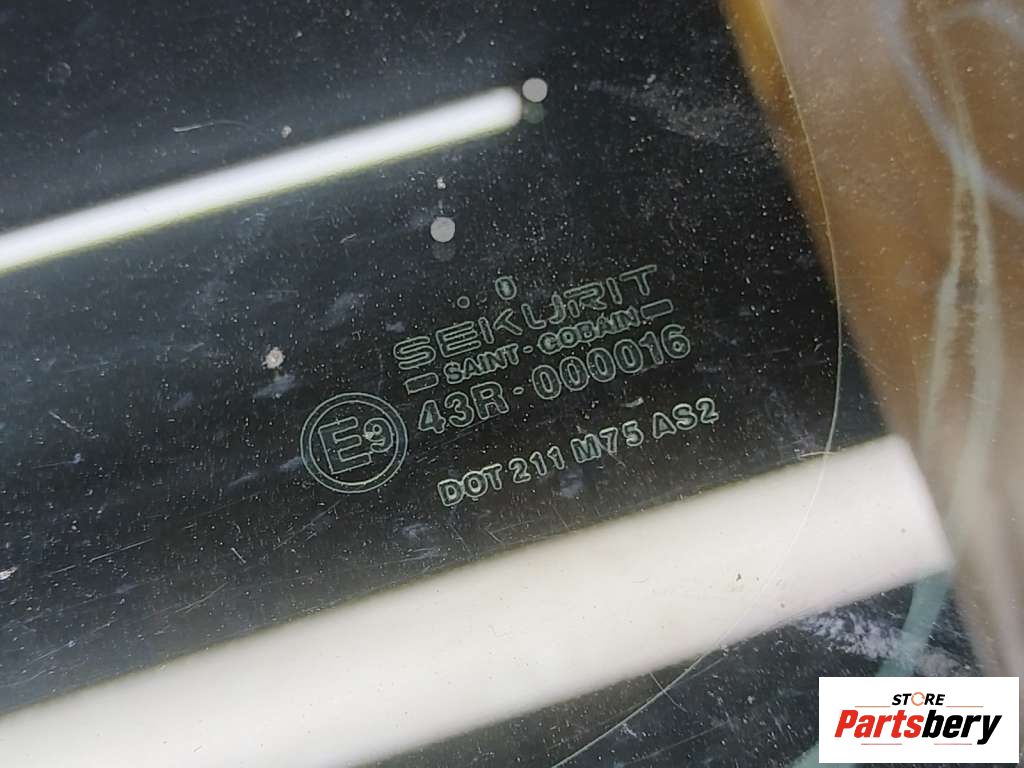 SEKURIT
SAINT-GOBAIN
E9
43R-000016
DOT 211 M75 AS2
STORE
Partsbery